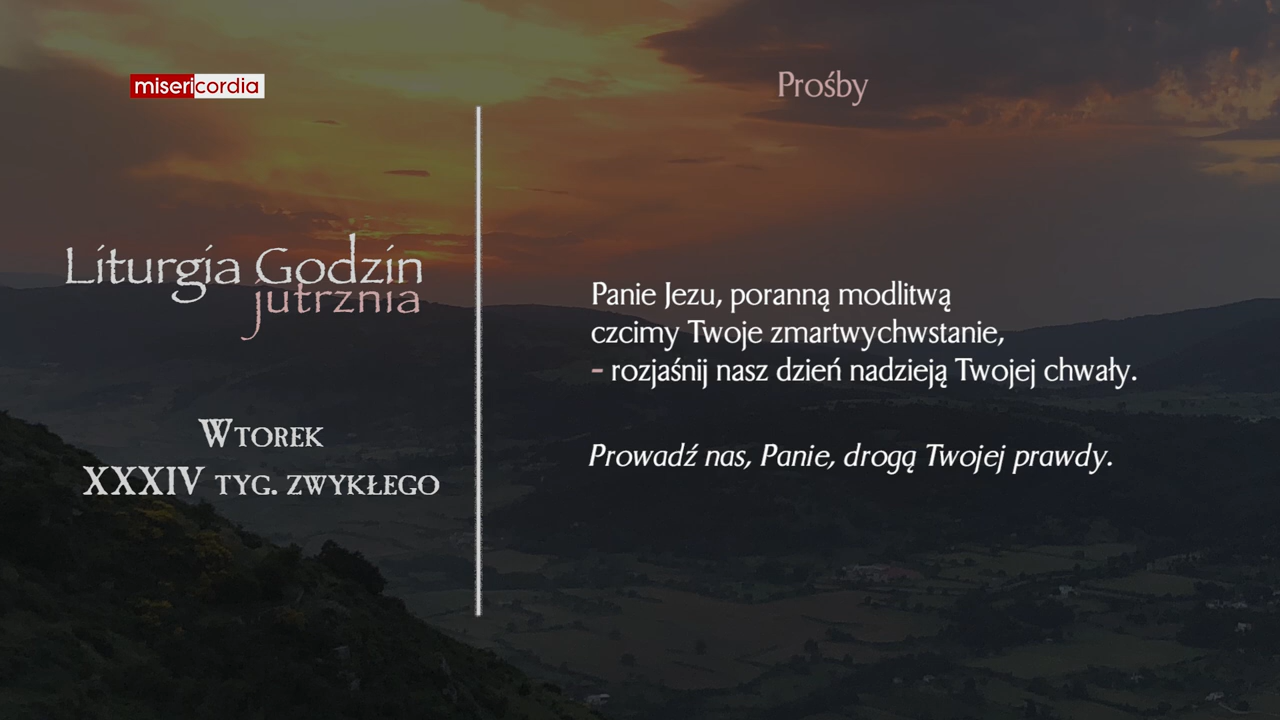 misericordia
Liturgia Godzin
jutrznia
Wtorek
XXXIV tyg. zwykłego
Prośby
Panie Jezu, poranną modlitwą
czcimy Twoje zmartwychwstanie,
- rozjaśnij nasz dzień nadzieją Twojej chwały.
Prowadź nas, Panie, drogą Twojej prawdy.